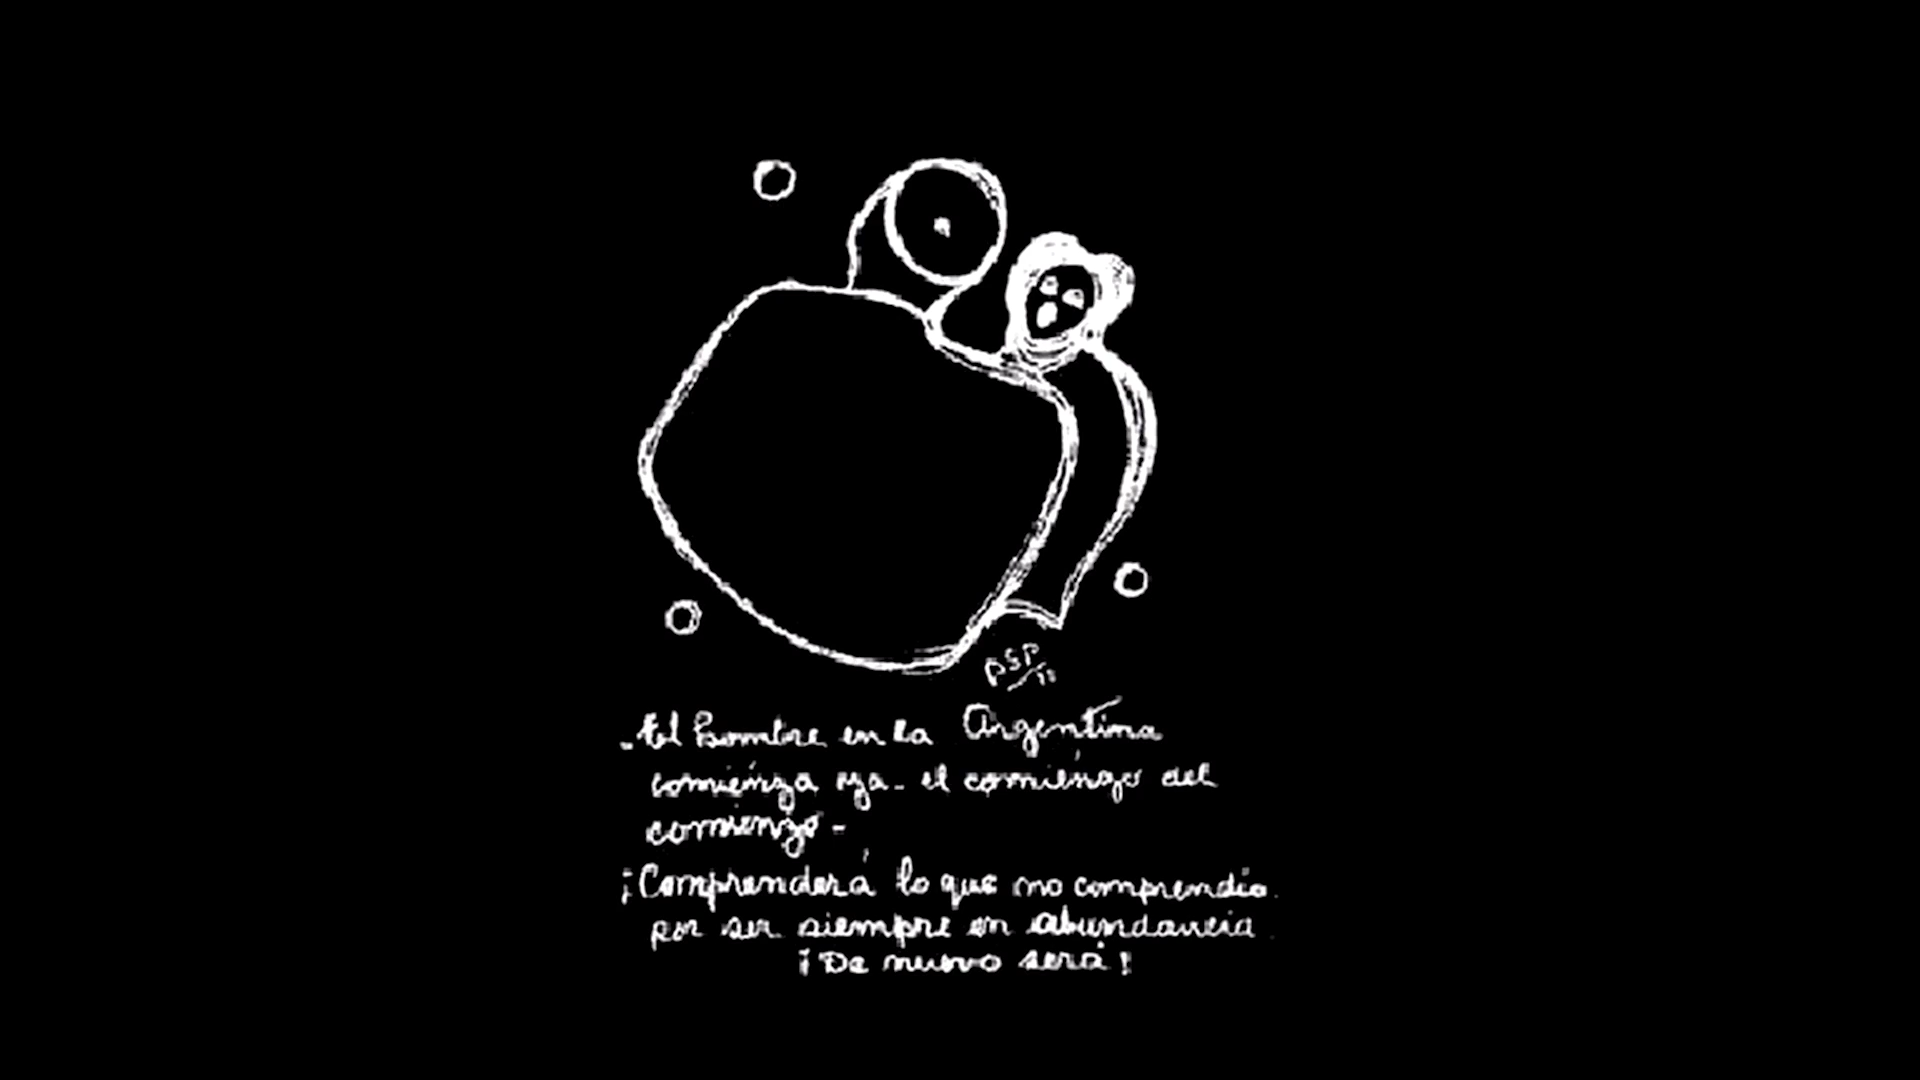 PSP
- El hombre en la Argentina
comienza ya - el comienzo del
comienzo -
¡Comprenderá lo que no comprendio
por ser siempre en abundancia
¡De nuevo será!